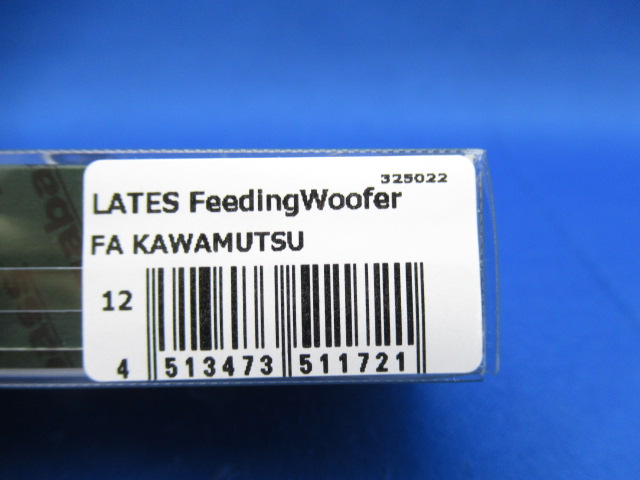 325022
LATES FeedingWoofer
FA KAWAMUTSU
12
4 513473 511721